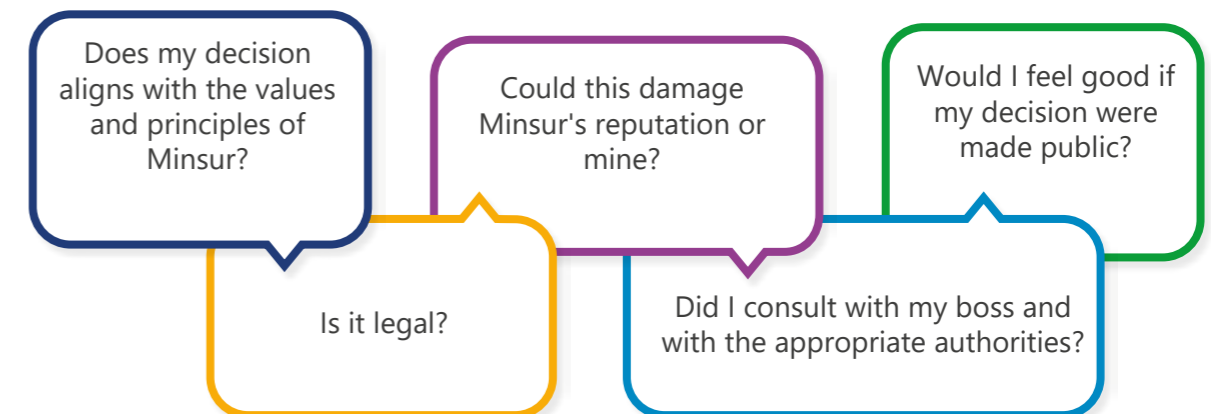 Does my decision
aligns with the values
and principles of
Minsur?
Is it legal?
Could this damage
Minsur's reputation or
mine?
Did I consult with my boss and
with the appropriate authorities?
Would I feel good if
my decision were
made public?